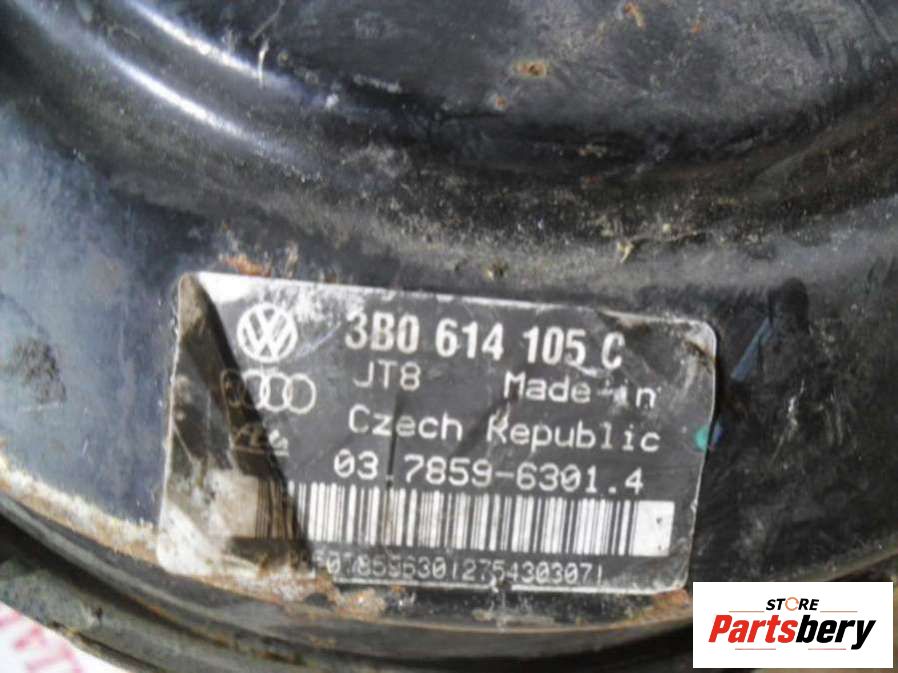 3B0 614 105 C
JT8 Made in
Czech Republic
03.7859-6301.4
STORE
Partsbery